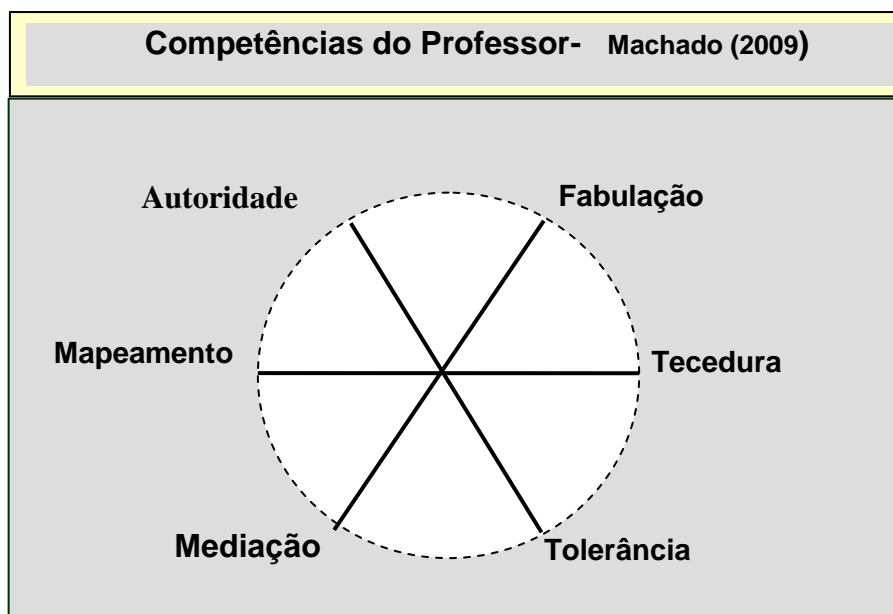 Competências do Professor- Machado (2009)
Autoridade
Fabulação
Mapeamento
Tecedura
Mediação
Tolerância